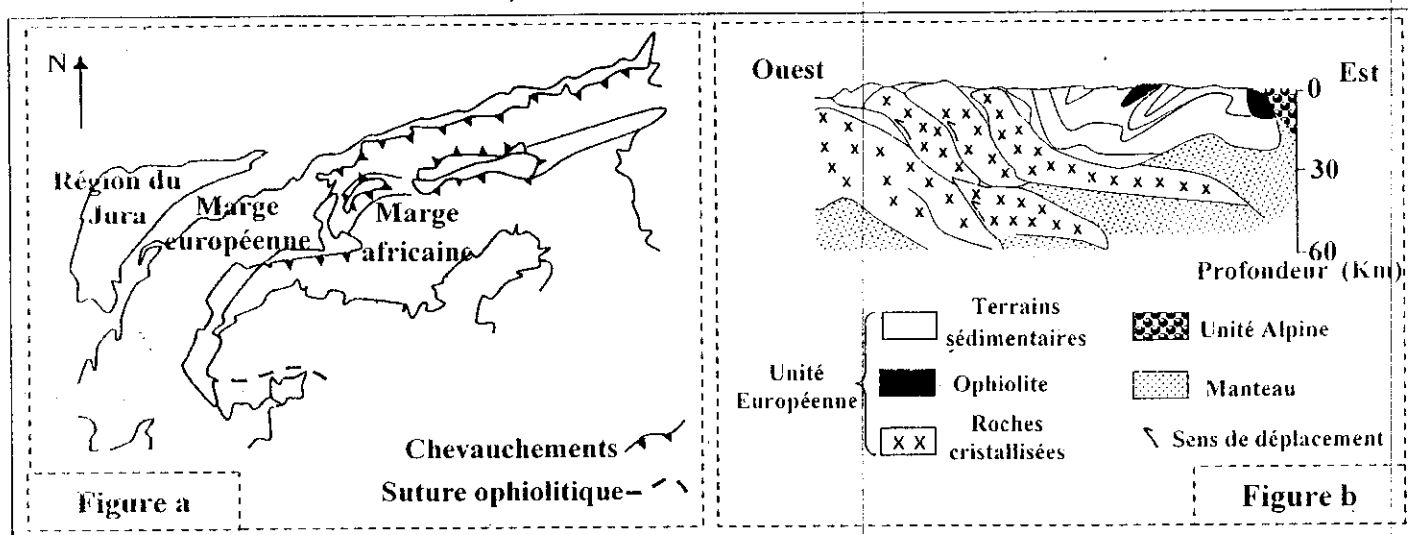 N
Région du
Jura
Marge
européenne
Marge
africaine
Chevauchements
Suture ophiolitique
Figure a
Ouest
Est
0
30
60
Profondeur (Km)
Unité
Européenne
Terrains
sédimentaires
Ophiolite
Roches
cristallisées
Unité Alpine
Manteau
Sens de déplacement
Figure b